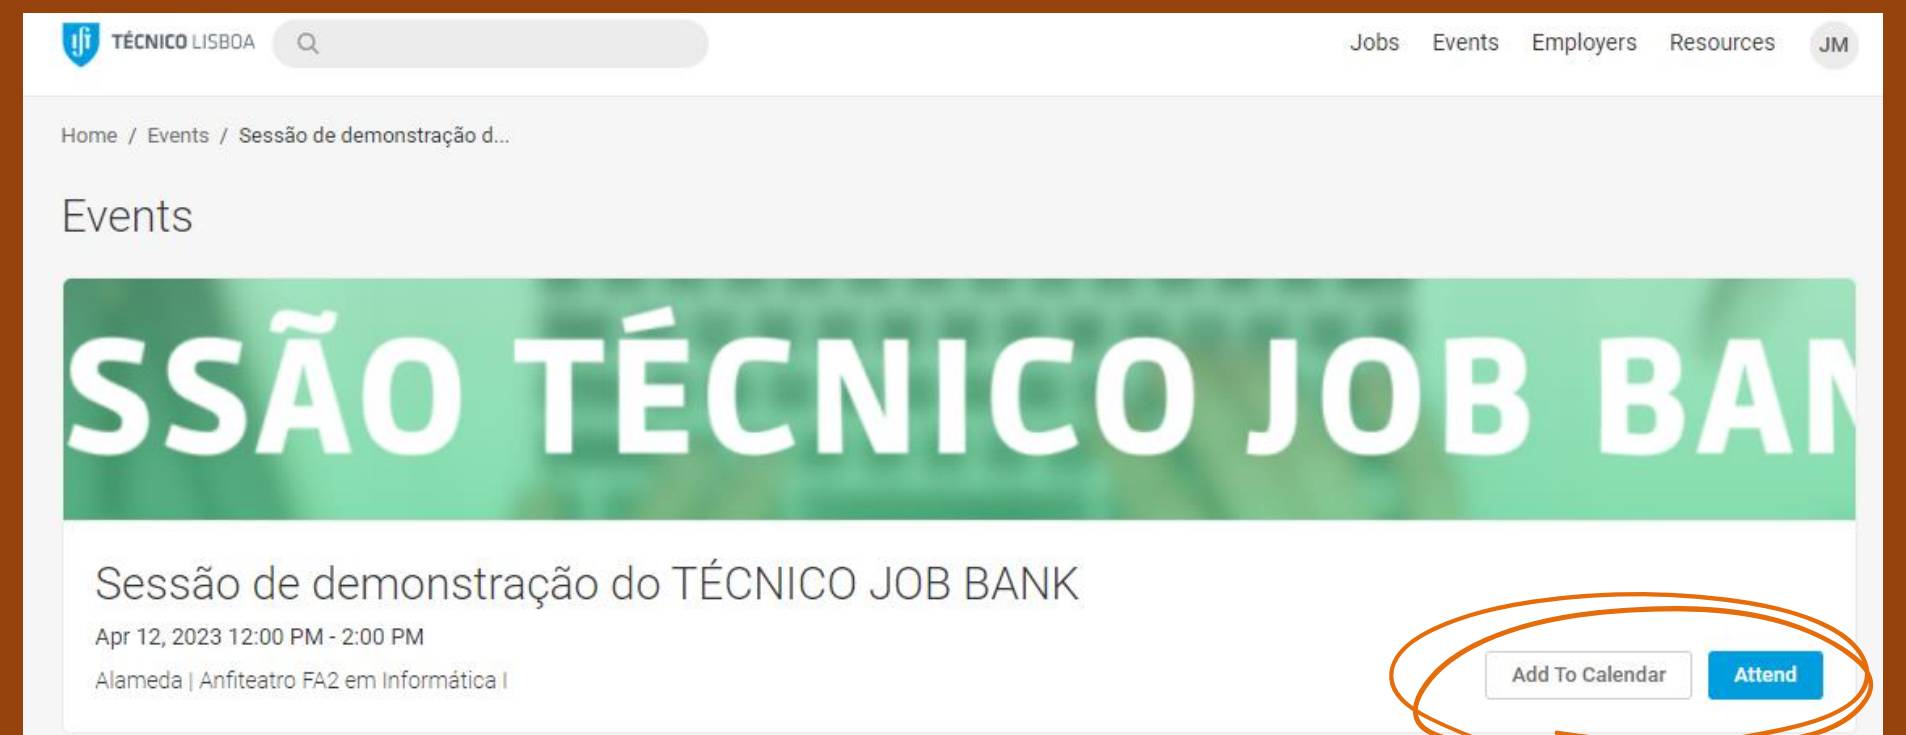 TÉCNICO LISBOA
Jobs Events Employers Resources JM
Home / Events / Sessão de demonstração d...
Events
SSÃO TÉCNICO JOB BAN
Sessão de demonstração do TÉCNICO JOB BANK
Apr 12, 2023 12:00 PM - 2:00 PM
Alameda | Anfiteatro FA2 em Informática I
Add To Calendar Attend